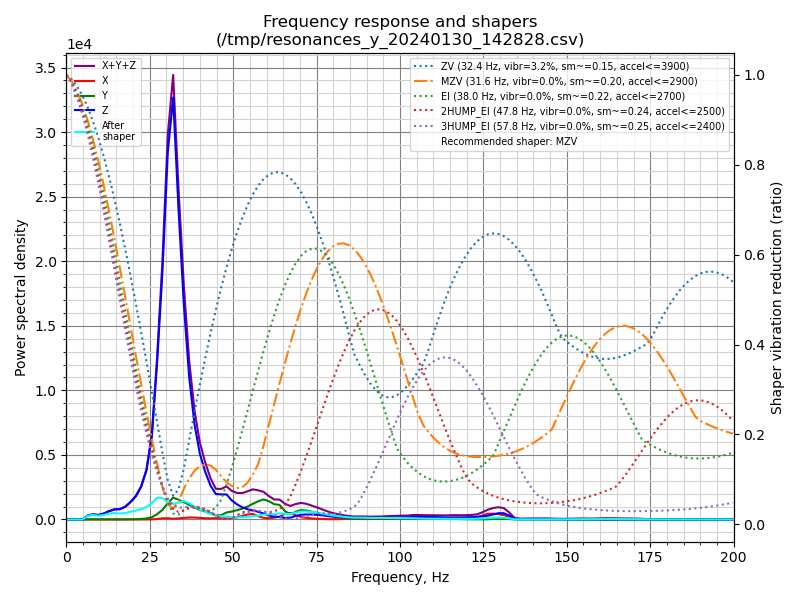 Frequency response and shapers
(/tmp/resonances_y_20240130_142828.csv)
1e4
X+Y+Z
X
Y
Z
After
shaper
ZV (32.4 Hz, vibr=3.2%, sm~=0.15, accel<=3900)
MZV (31.6 Hz, vibr=0.0%, sm~=0.20, accel<=2900)
EI (38.0 Hz, vibr=0.0%, sm~=0.22, accel<=2700)
2HUMP_EI (47.8 Hz, vibr=0.0%, sm~=0.24, accel<=2500)
3HUMP_EI (57.8 Hz, vibr=0.0%, sm~=0.25, accel<=2400)
Recommended shaper: MZV
Power spectral density
3.5
3.0
2.5
2.0
1.5
1.0
0.5
0.0
Shaper vibration reduction (ratio)
1.0
0.8
0.6
0.4
0.2
0.0
0 25 50 75 100 125 150 175 200
Frequency, Hz